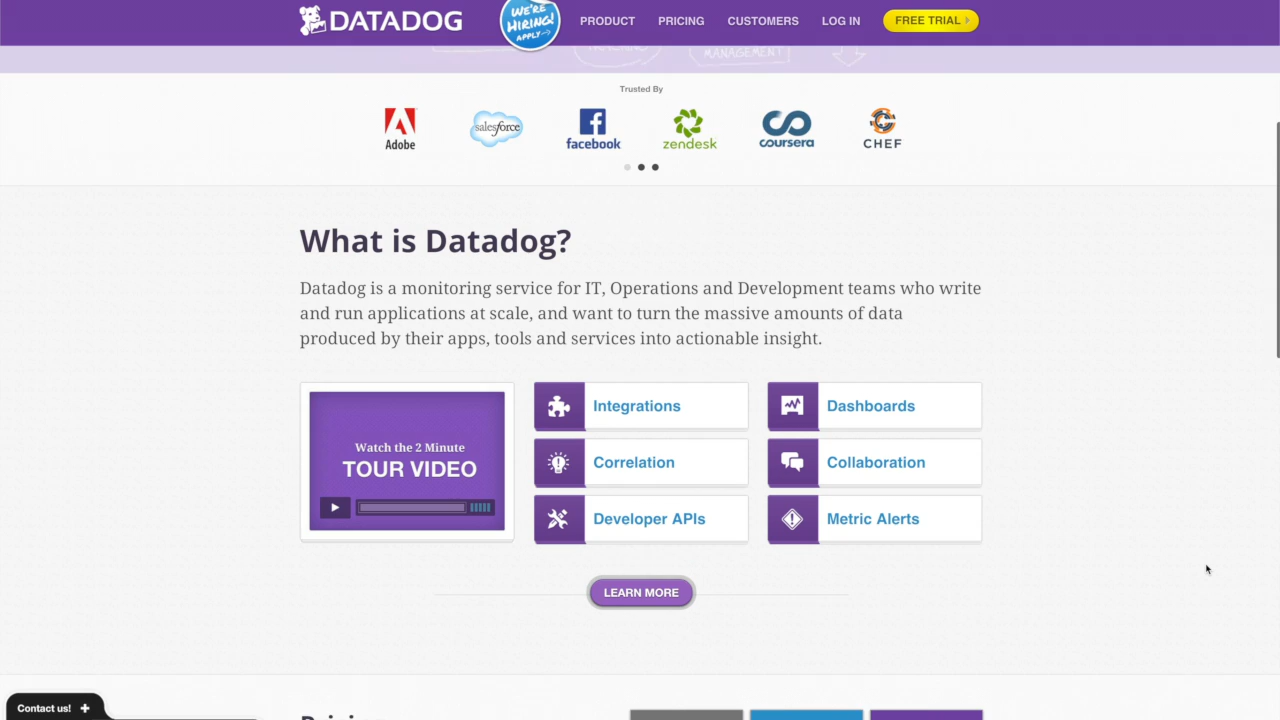 DATADOG
WE'RE
HIRING!
APPLY
PRODUCT
PRICING
CUSTOMERS
LOG IN
FREE TRIAL
MANAGEMENT
Trusted By
Adobe
salesforce
facebook
zendesk
coursera
CHEF
What is Datadog?
Datadog is a monitoring service for IT, Operations and Development teams who write
and run applications at scale, and want to turn the massive amounts of data
produced by their apps, tools and services into actionable insight.
Watch the 2 Minute
TOUR VIDEO
Integrations
Dashboards
Correlation
Collaboration
Developer APIs
Metric Alerts
LEARN MORE
Contact us! +